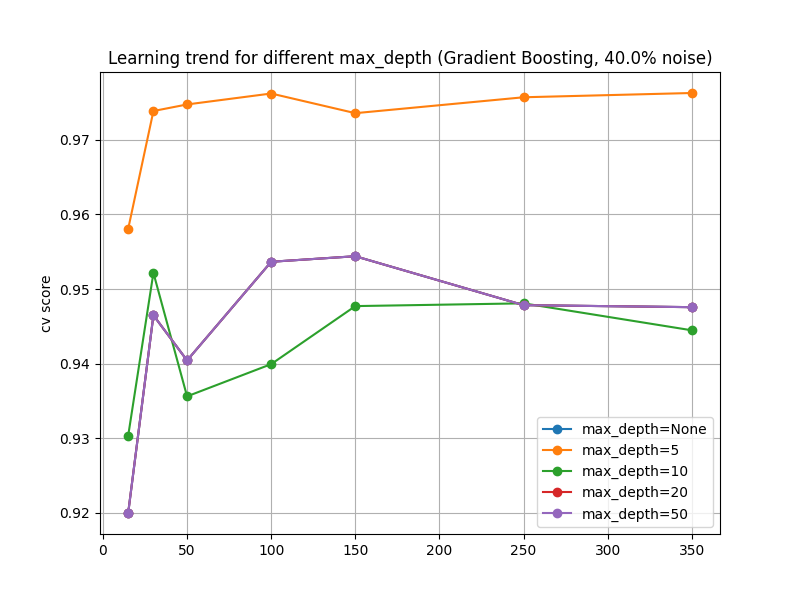 Learning trend for different max_depth (Gradient Boosting, 40.0% noise)
cv score
0.97
0.96
0.95
0.94
0.93
0.92
0 50 100 150 200 250 300 350
max_depth=None
max_depth=5
max_depth=10
max_depth=20
max_depth=50